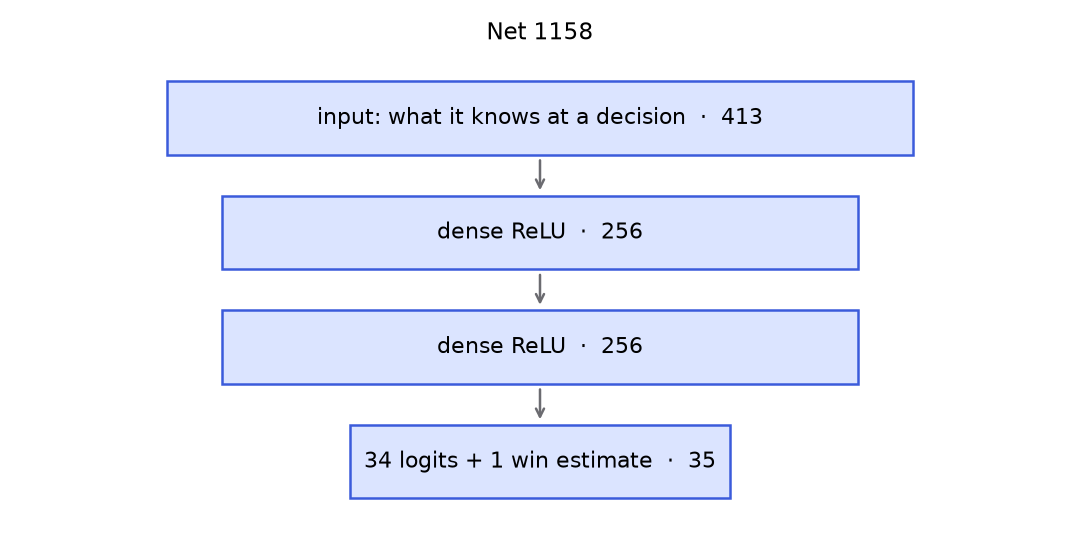 Net 1158
input: what it knows at a decision · 413
dense ReLU · 256
dense ReLU · 256
34 logits + 1 win estimate · 35